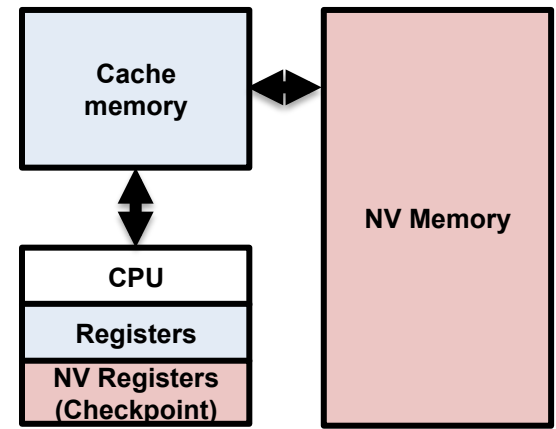 Cache
memory
NV Memory
CPU
Registers
NV Registers
(Checkpoint)